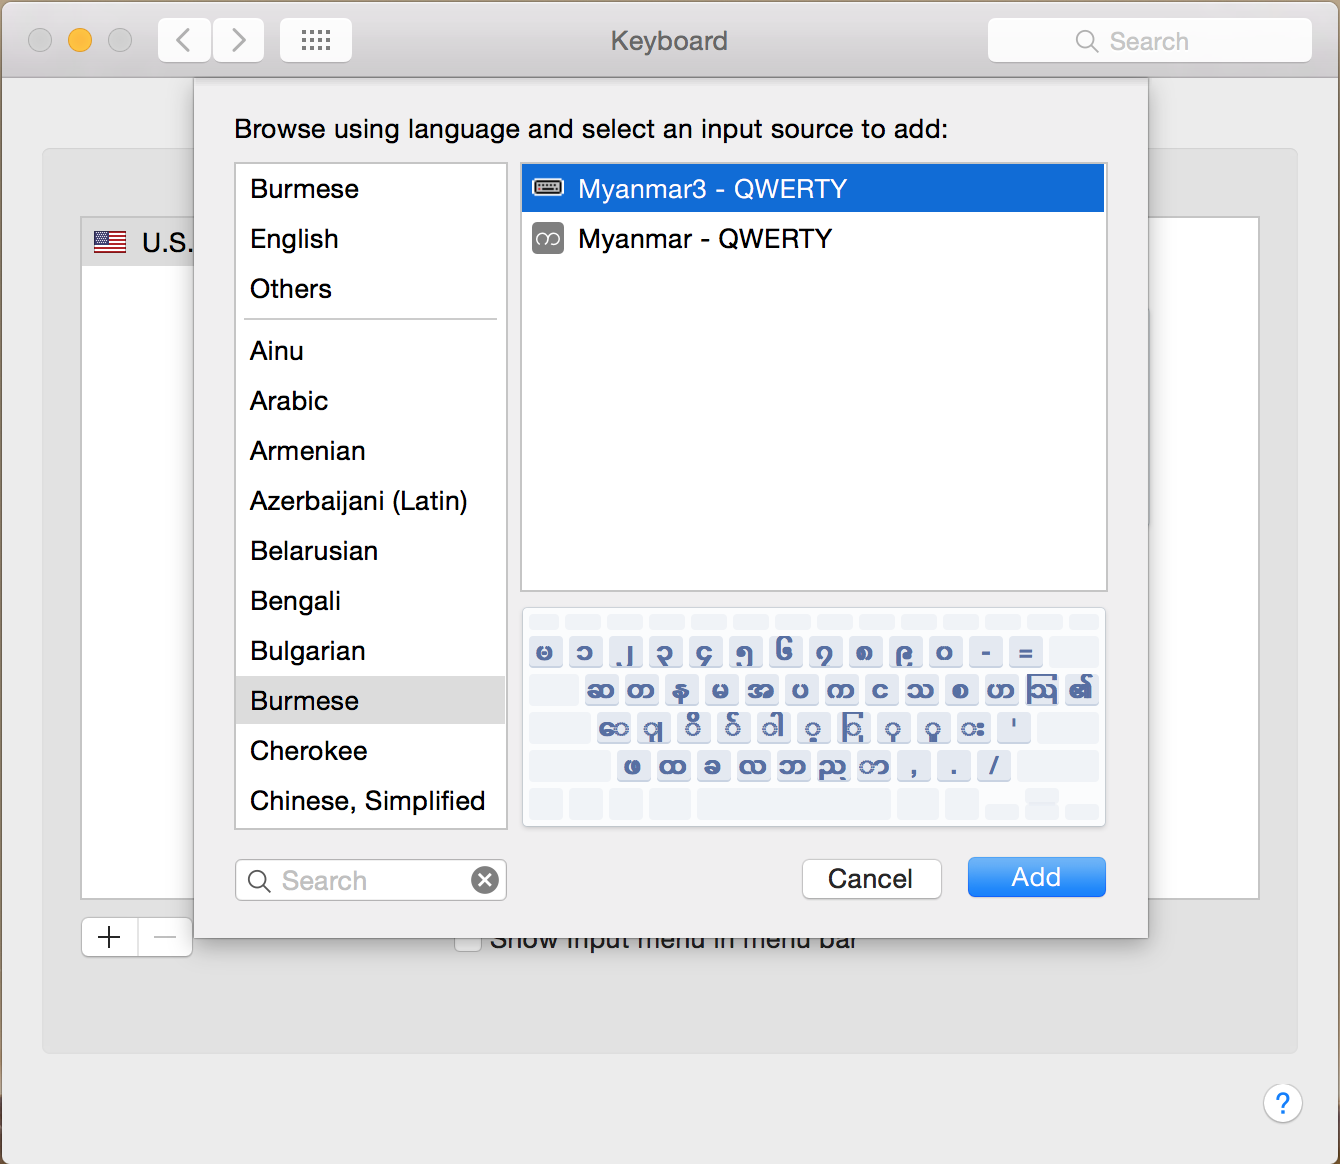 Keyboard
Search
Browse using language and select an input source to add:
U.S.
Burmese
English
Others
Ainu
Arabic
Armenian
Azerbaijani (Latin)
Belarusian
Bengali
Bulgarian
Burmese
Cherokee
Chinese, Simplified
Myanmar3 - QWERTY
Myanmar - QWERTY
ဗ ၁ ၂ ၃ ၄ ၅ ၆ ၇ ၈ ၉ ၀ - =
ဆ တ န မ အ ပ က င သ စ ဟ ဩ ၏
ေ ျ ိ ် ါ ့ ြ ု ူ း '
ဖ ထ ခ လ ဘ ည ာ , . /
Search
Cancel
Add
Show input menu in menu bar
?